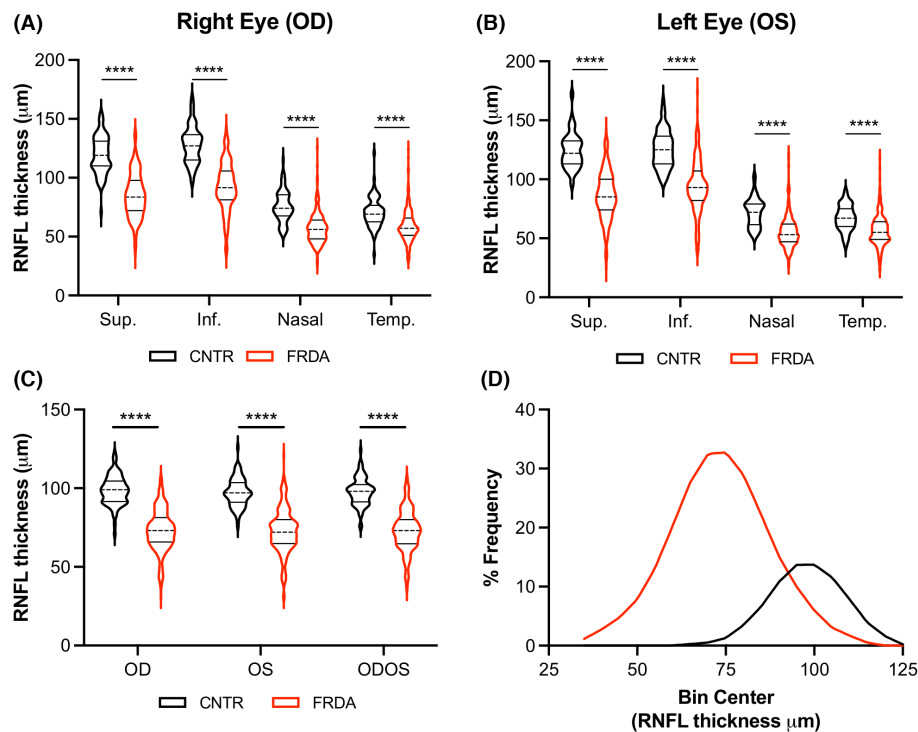 (A) Right Eye (OD)
RNFL thickness (μm)
200
150
100
50
0
**** **** **** ****
Sup. Inf. Nasal Temp.
CNTR FRDA
(B) Left Eye (OS)
RNFL thickness (μm)
200
150
100
50
0
**** **** **** ****
Sup. Inf. Nasal Temp.
CNTR FRDA
(C)
RNFL thickness (μm)
150
100
50
0
**** **** ****
OD OS ODOS
CNTR FRDA
(D)
% Frequency
40
30
20
10
0
25 50 75 100 125
Bin Center
(RNFL thickness μm)